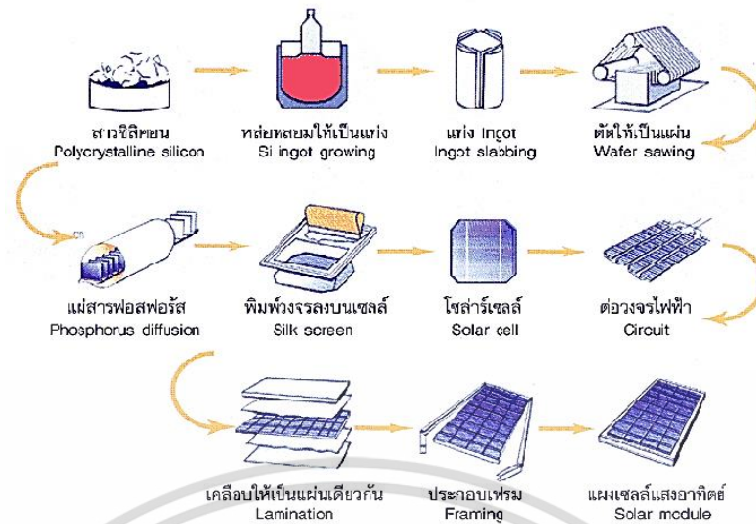 สารซิลิคอน
Polycrystalline silicon
หล่อหลอมให้เป็นแท่ง
Si ingot growing
แท่ง Ingot
Ingot slabbing
ตัดให้เป็นแผ่น
Wafer sawing
แผ่สารฟอสฟอรัส
Phosphorus diffusion
พิมพ์วงจรลงบนเซลล์
Silk screen
โซล่าร์เซลล์
Solar cell
ต่อวงจรไฟฟ้า
Circuit
เคลือบให้เป็นแผ่นเดียวกัน
Lamination
ประกอบเฟรม
Framing
แผงเซลล์แสงอาทิตย์
Solar module